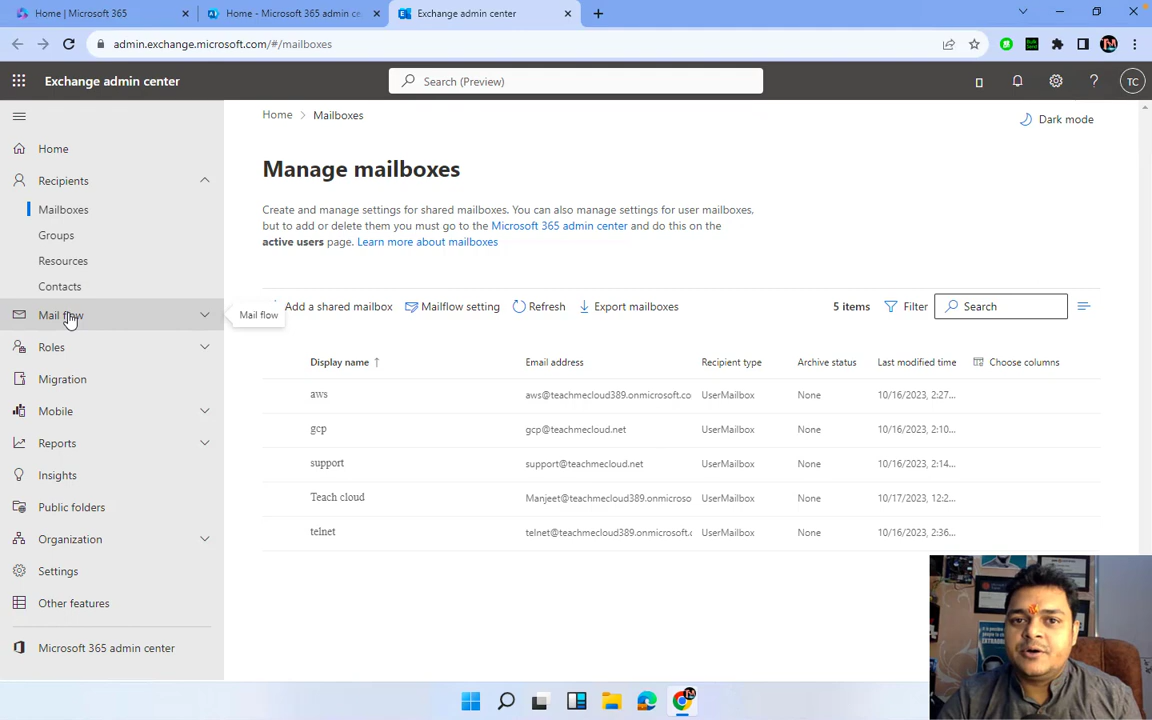 Home | Microsoft 365
Home - Microsoft 365 admin ce
Exchange admin center
admin.exchange.microsoft.com/#/mailboxes
Exchange admin center
Search (Preview)
TC
Home > Mailboxes
Dark mode
Home
Recipients
Mailboxes
Groups
Resources
Contacts
Mail flow
Mail flow
Roles
Migration
Mobile
Reports
Insights
Public folders
Organization
Settings
Other features
Microsoft 365 admin center
Manage mailboxes
Create and manage settings for shared mailboxes. You can also manage settings for user mailboxes,
but to add or delete them you must go to the Microsoft 365 admin center and do this on the
active users page. Learn more about mailboxes
Add a shared mailbox Mailflow setting Refresh Export mailboxes 5 items Filter Search
Display name ↑ Email address Recipient type Archive status Last modified time Choose columns
aws aws@teachmecloud389.onmicrosoft.co UserMailbox None 10/16/2023, 2:27...
gcp gcp@teachmecloud.net UserMailbox None 10/16/2023, 2:10...
support support@teachmecloud.net UserMailbox None 10/16/2023, 2:14...
Teach cloud Manjeet@teachmecloud389.onmicroso UserMailbox None 10/17/2023, 12:2...
telnet telnet@teachmecloud389.onmicrosoft.c UserMailbox None 10/16/2023, 2:36...
EXTRAORD